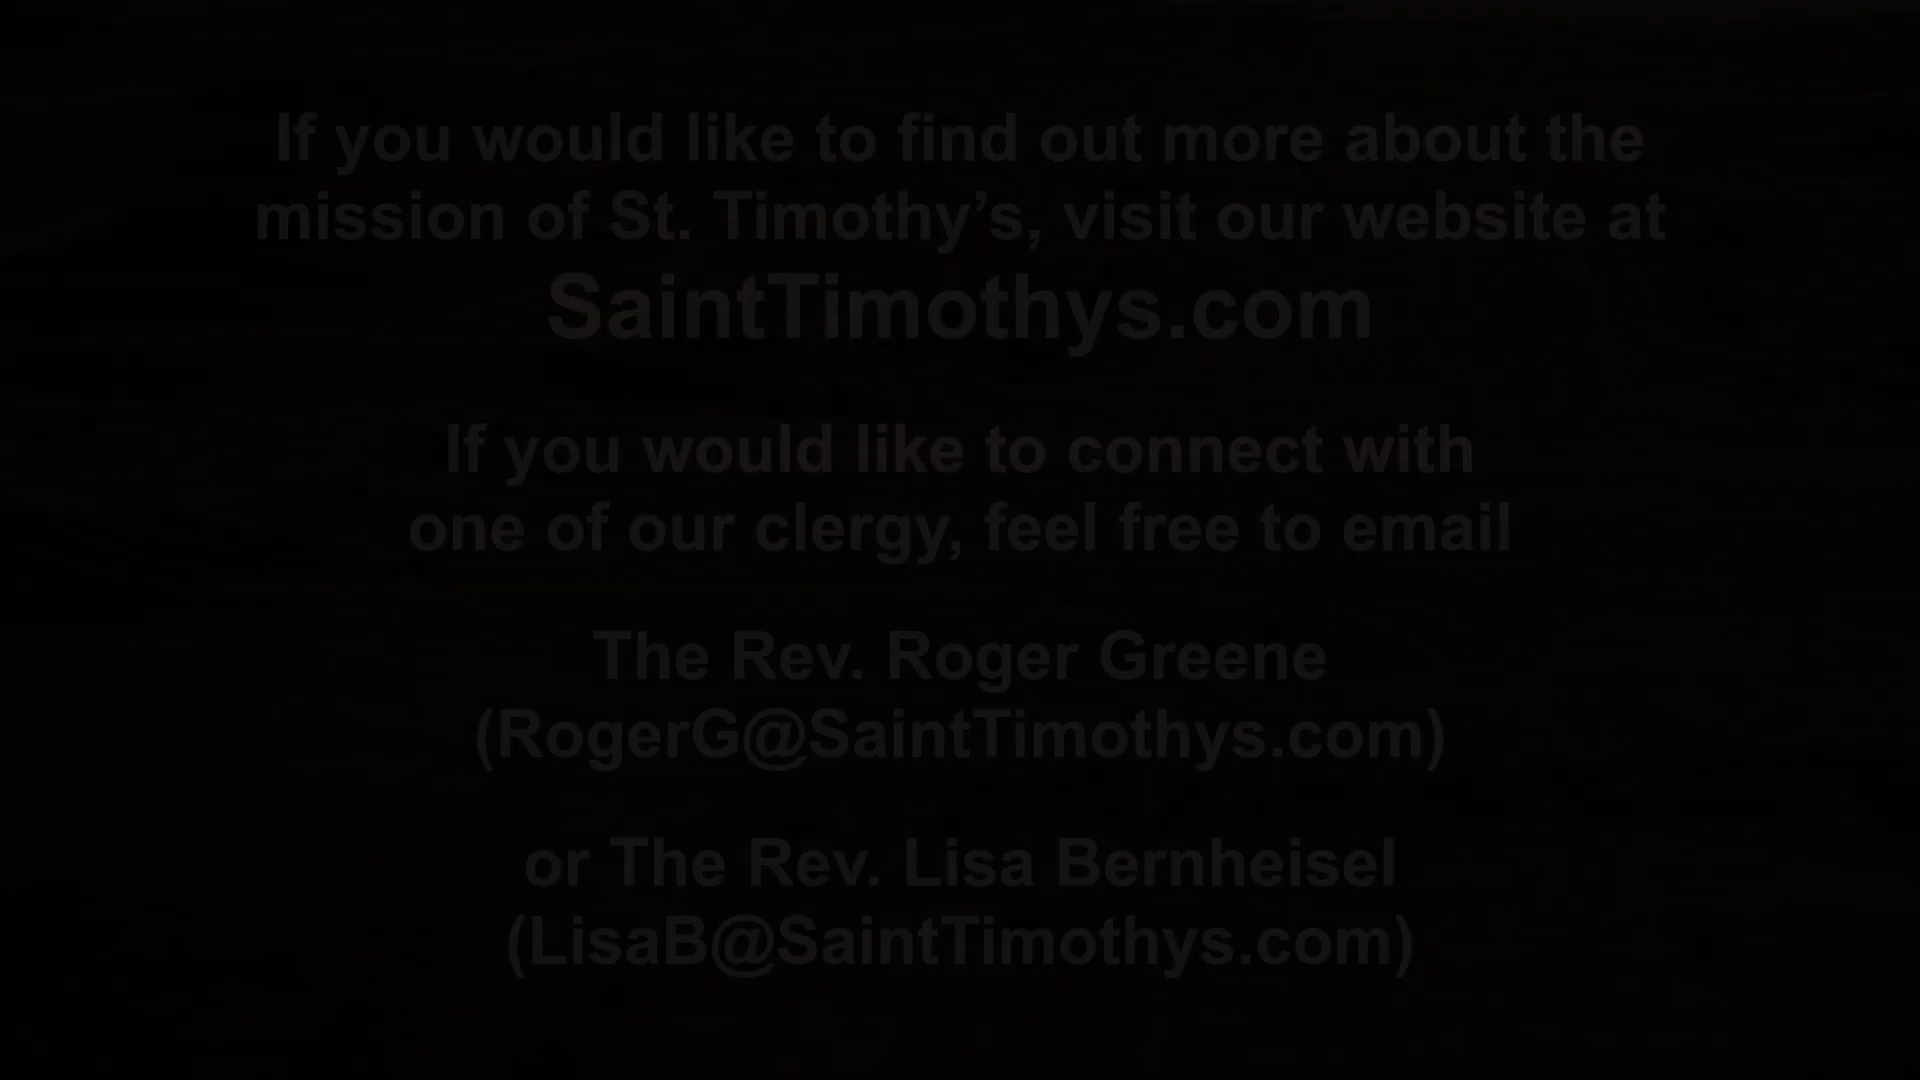 If you would like to find out more about the
mission of St. Timothy’s, visit our website at
SaintTimothys.com
If you would like to connect with
one of our clergy, feel free to email
The Rev. Roger Greene
(RogerG@SaintTimothys.com)
or The Rev. Lisa Bernheisel
(LisaB@SaintTimothys.com)